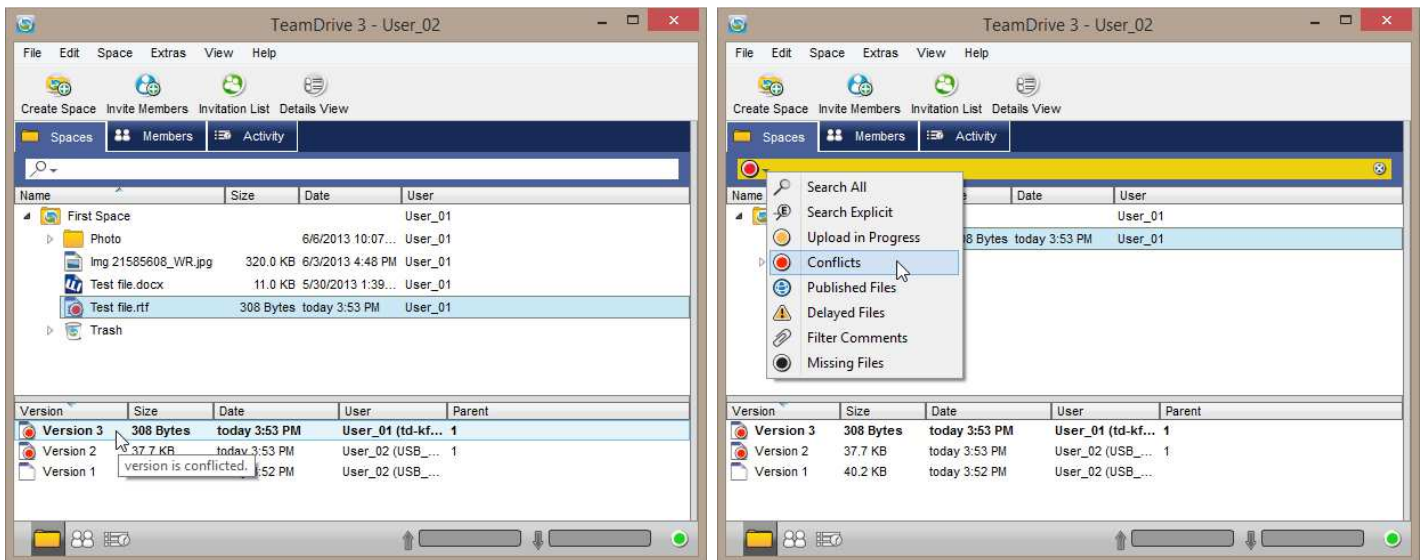 TeamDrive 3 - User_02
File Edit Space Extras View Help
Create Space Invite Members Invitation List Details View
Spaces Members Activity
Name Size Date User
First Space User_01
Photo 6/6/2013 10:07... User_01
Img 21585608_WR.jpg 320.0 KB 6/3/2013 4:48 PM User_01
Test file.docx 11.0 KB 5/30/2013 1:39... User_01
Test file.rtf 308 Bytes today 3:53 PM User_01
Trash
Version Size Date User Parent
Version 3 308 Bytes today 3:53 PM User_01 (td-kf... 1
Version 2 37.7 KB today 3:53 PM User_02 (USB_... 1
version is conflicted.
Version 1 :52 PM User_02 (USB_...
TeamDrive 3 - User_02
File Edit Space Extras View Help
Create Space Invite Members Invitation List Details View
Spaces Members Activity
Name Date User
User_01
8 Bytes today 3:53 PM User_01
Search All
Search Explicit
Upload in Progress
Conflicts
Published Files
Delayed Files
Filter Comments
Missing Files
Version Size Date User Parent
Version 3 308 Bytes today 3:53 PM User_01 (td-kf... 1
Version 2 37.7 KB today 3:53 PM User_02 (USB_... 1
Version 1 40.2 KB today 3:52 PM User_02 (USB_...